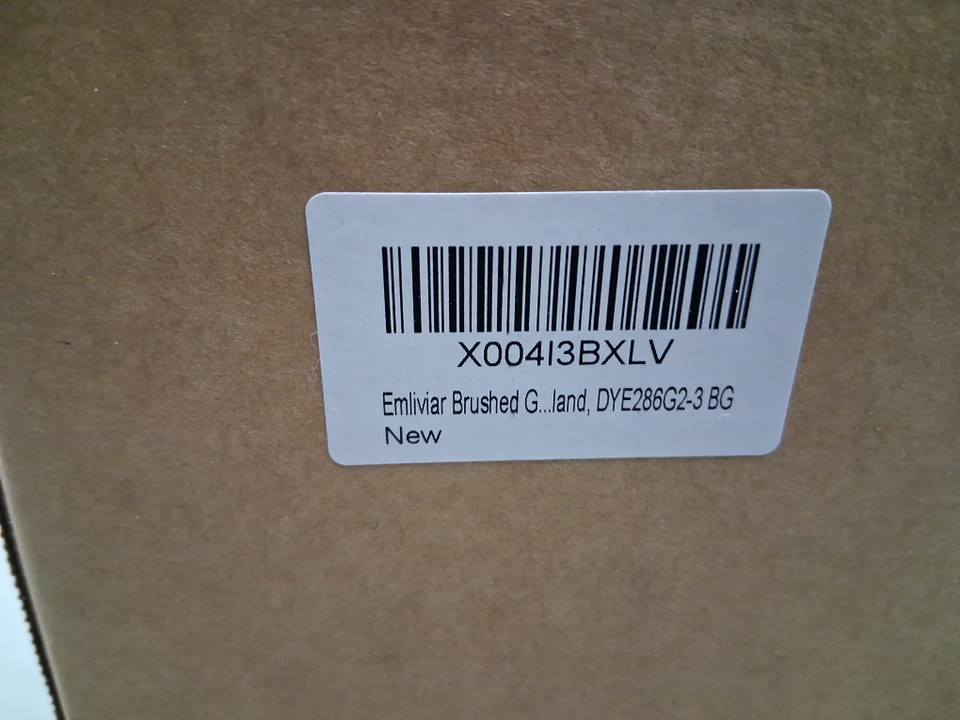 X004I3BXLV
Emliviar Brushed G...land, DYE286G2-3 BG
New